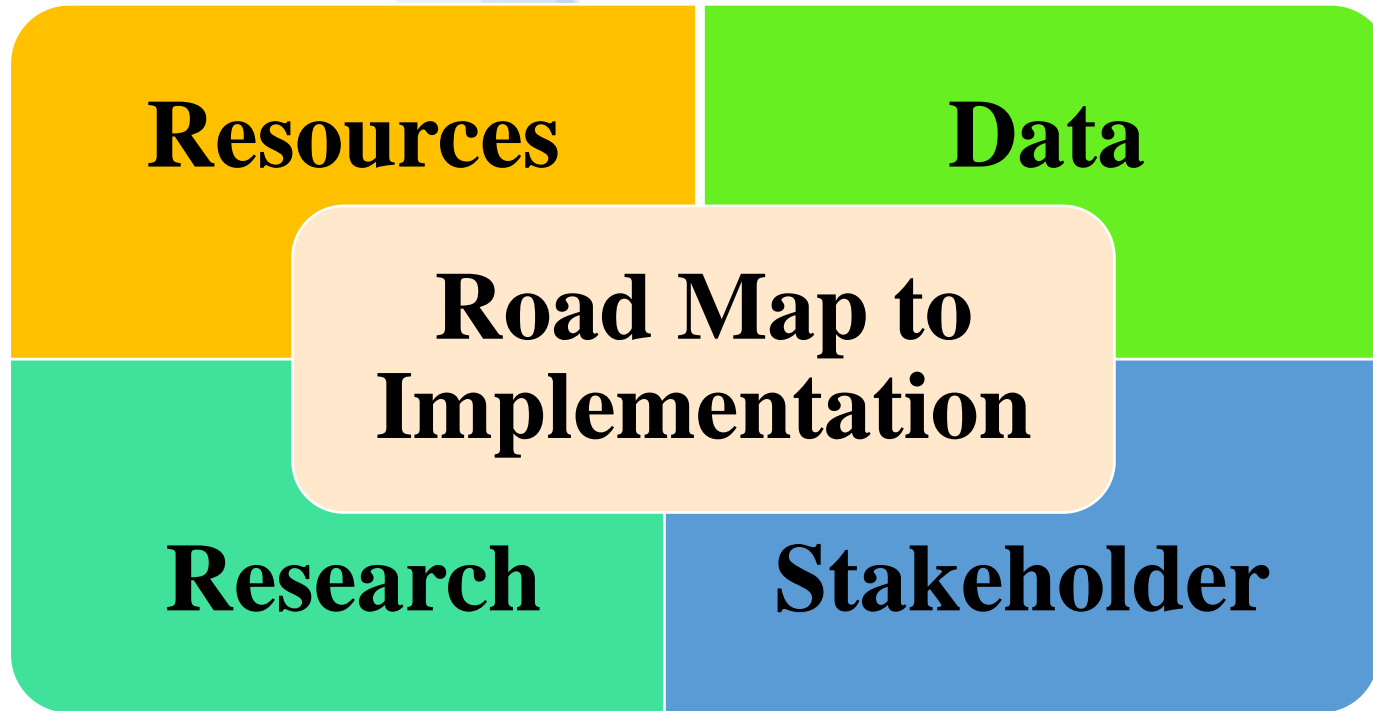 Resources
Data
Road Map to
Implementation
Research
Stakeholder